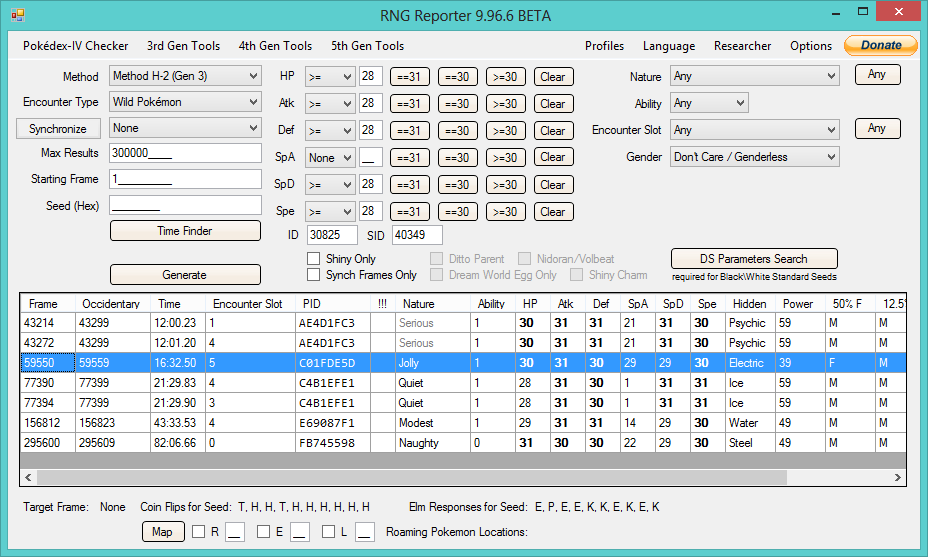 RNG Reporter 9.96.6 BETA
Pokédex-IV Checker 3rd Gen Tools 4th Gen Tools 5th Gen Tools Profiles Language Researcher Options Donate
Method Method H-2 (Gen 3) HP >= 28 ==31 ==30 >=30 Clear Nature Any Any
Encounter Type Wild Pokémon Atk >= 28 ==31 ==30 >=30 Clear Ability Any
Synchronize None Def >= 28 ==31 ==30 >=30 Clear Encounter Slot Any Any
Max Results 300000____ SpA None __ ==31 ==30 >=30 Clear Gender Don't Care / Genderless
Starting Frame 1_________ SpD >= 28 ==31 ==30 >=30 Clear
Seed (Hex) ________ Spe >= 28 ==31 ==30 >=30 Clear
Time Finder ID 30825 SID 40349
Shiny Only Ditto Parent Nidoran/Volbeat DS Parameters Search
Generate Synch Frames Only Dream World Egg Only Shiny Charm required for Black\White Standard Seeds
Frame Occidentary Time Encounter Slot PID !!! Nature Ability HP Atk Def SpA SpD Spe Hidden Power 50% F 12.5%
43214 43299 12:00.23 1 AE4D1FC3 Serious 1 30 31 31 21 31 30 Psychic 59 M M
43272 43299 12:01.20 4 AE4D1FC3 Serious 1 30 31 31 21 31 30 Psychic 59 M M
59550 59559 16:32.50 5 C01FDE5D Jolly 1 30 31 30 29 29 30 Electric 39 F M
77390 77399 21:29.83 4 C4B1EFE1 Quiet 1 28 31 30 1 31 31 Ice 59 M M
77394 77399 21:29.90 3 C4B1EFE1 Quiet 1 28 31 30 1 31 31 Ice 59 M M
156812 156823 43:33.53 4 E69087F1 Modest 1 29 31 31 14 29 30 Water 49 M M
295600 295609 82:06.66 0 FB745598 Naughty 0 31 30 30 22 29 30 Steel 49 M M
Target Frame: None Coin Flips for Seed: T, H, H, T, H, H, H, H, H, H Elm Responses for Seed: E, P, E, E, K, K, E, K, E, K
Map R __ E __ L __ Roaming Pokemon Locations: